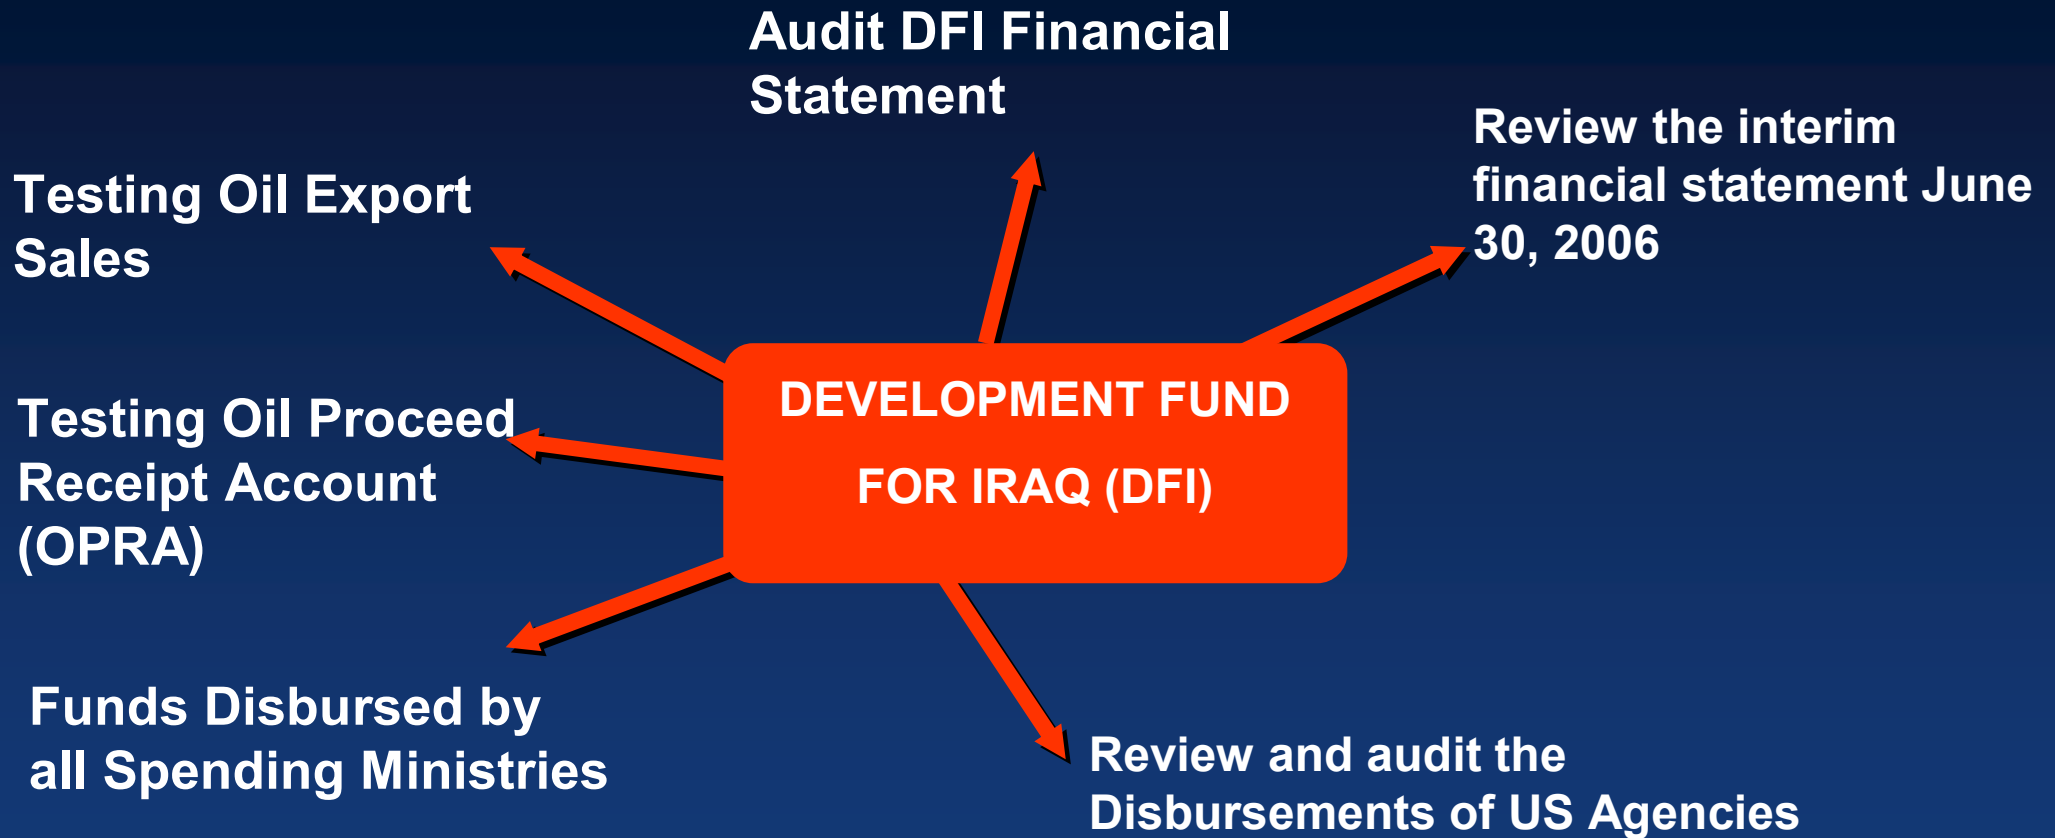 Audit DFI Financial
Statement
Review the interim
financial statement June
30, 2006
Testing Oil Export
Sales
DEVELOPMENT FUND
FOR IRAQ (DFI)
Testing Oil Proceed
Receipt Account
(OPRA)
Funds Disbursed by
all Spending Ministries
Review and audit the
Disbursements of US Agencies